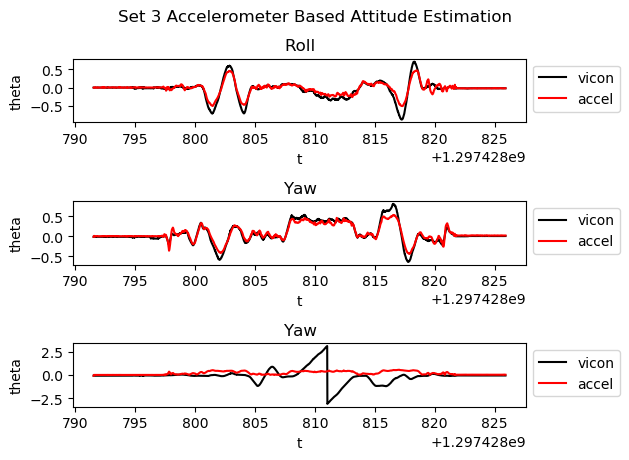 Set 3 Accelerometer Based Attitude Estimation
Roll
theta
0.5
0.0
−0.5
790 795 800 805 810 815 820 825
t
+1.297428e9
vicon
accel
Yaw
theta
0.5
0.0
−0.5
790 795 800 805 810 815 820 825
t
+1.297428e9
vicon
accel
Yaw
theta
2.5
0.0
−2.5
790 795 800 805 810 815 820 825
t
+1.297428e9
vicon
accel